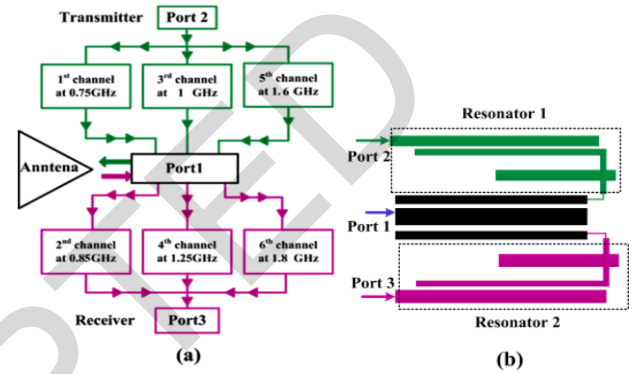 Transmitter
Port 2
1st channel
at 0.75GHz
3rd channel
at 1 GHz
5th channel
at 1.6 GHz
Anntena
Port1
2nd channel
at 0.85GHz
4th channel
at 1.25GHz
6th channel
at 1.8 GHz
Receiver
Port3
(a)
Resonator 1
Port 2
Port 1
Port 3
Resonator 2
(b)
PTED